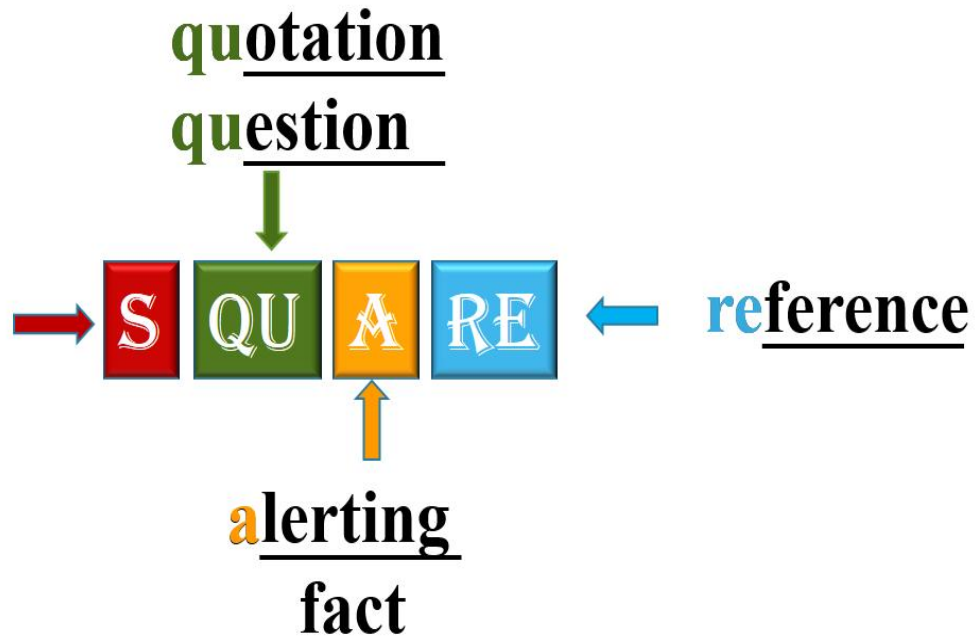 quotation
question
S QU A RE
reference
alerting
fact